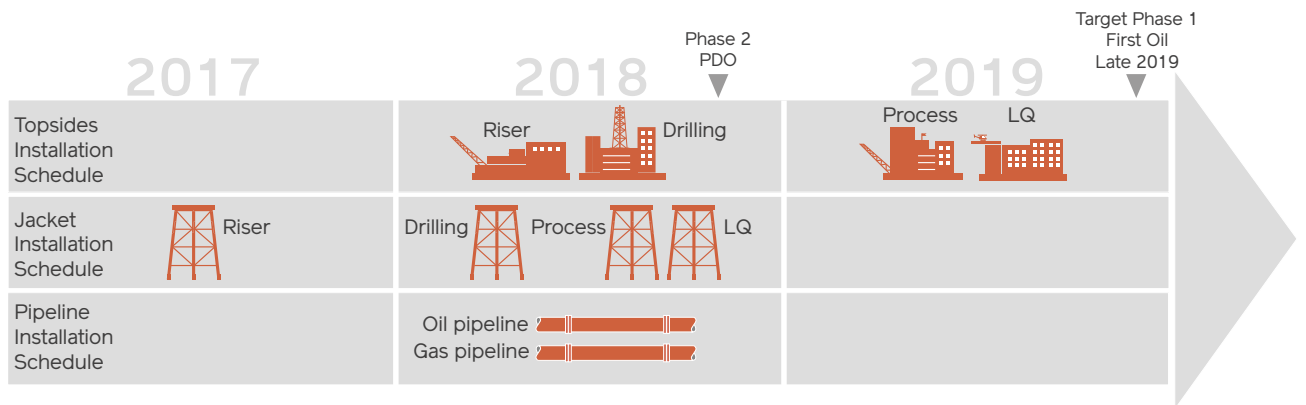 Target Phase 1
First Oil
Late 2019
Phase 2
PDO
2017
2018
2019
Topsides
Installation
Schedule
Riser
Drilling
Process
LQ
Jacket
Installation
Schedule
Riser
Drilling
Process
LQ
Pipeline
Installation
Schedule
Oil pipeline
Gas pipeline